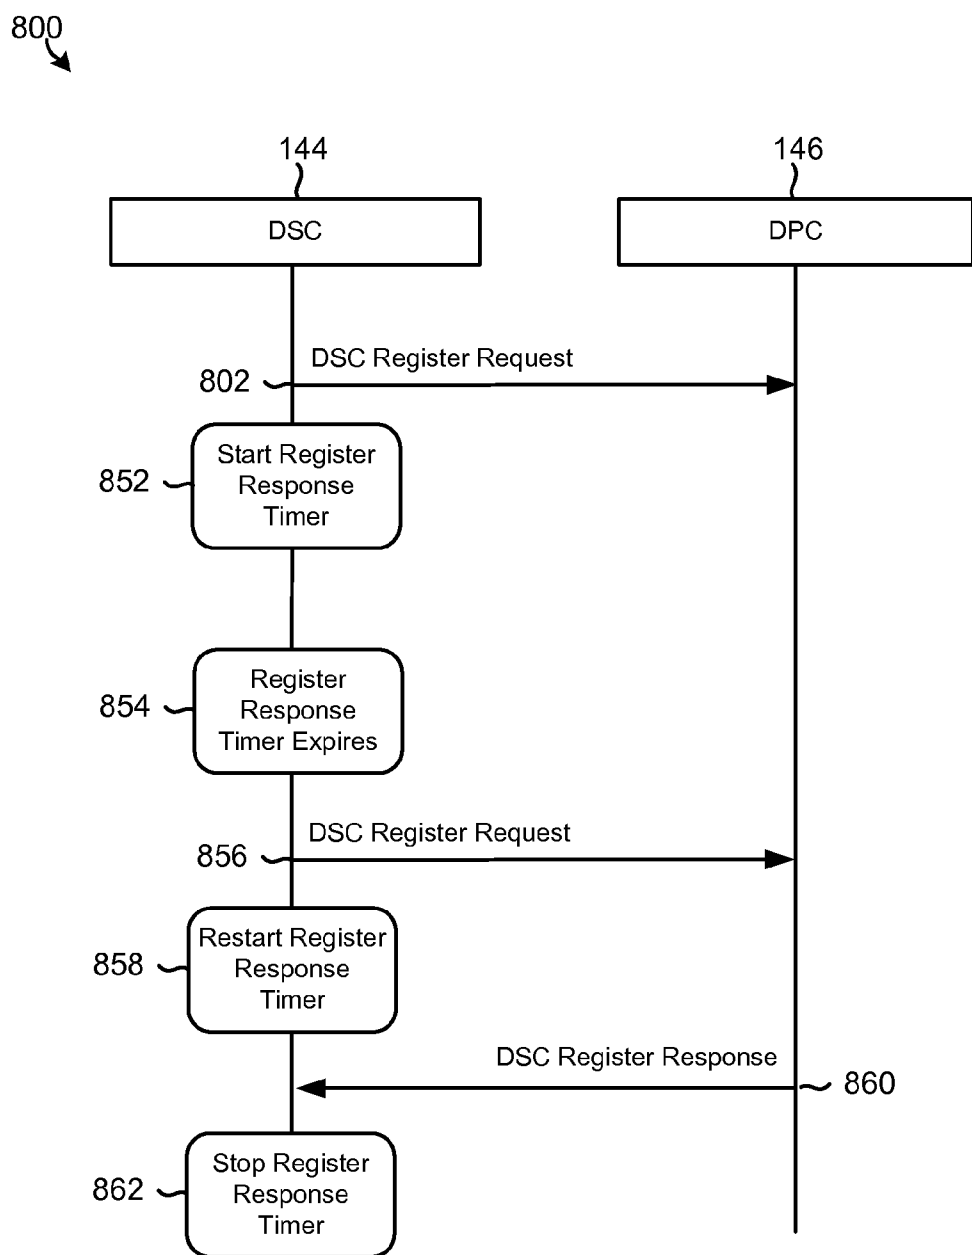 800
144
146
DSC
DPC
DSC Register Request
802
Start Register
Response
Timer
852
Register
Response
Timer Expires
854
DSC Register Request
856
Restart Register
Response
Timer
858
DSC Register Response
860
Stop Register
Response
Timer
862